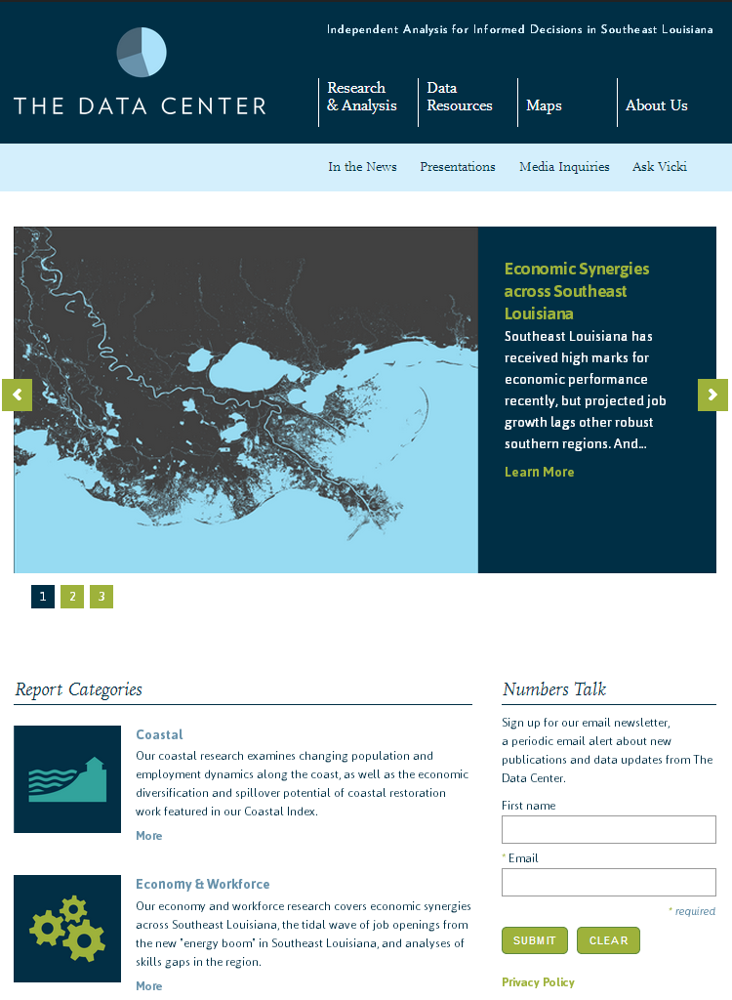 Independent Analysis for Informed Decisions in Southeast Louisiana
THE DATA CENTER
Research
& Analysis
Data
Resources
Maps
About Us
In the News
Presentations
Media Inquiries
Ask Vicki
Economic Synergies
across Southeast
Louisiana
Southeast Louisiana has
received high marks for
economic performance
recently, but projected job
growth lags other robust
southern regions. And...
Learn More
1
2
3
Report Categories
Coastal
Our coastal research examines changing population and
employment dynamics along the coast, as well as the economic
diversification and spillover potential of coastal restoration
work featured in our Coastal Index.
More
Economy & Workforce
Our economy and workforce research covers economic synergies
across Southeast Louisiana, the tidal wave of job openings from
the new "energy boom" in Southeast Louisiana, and analyses of
skills gaps in the region.
More
Numbers Talk
Sign up for our email newsletter,
a periodic email alert about new
publications and data updates from The
Data Center.
First name
* Email
* required
SUBMIT
CLEAR
Privacy Policy